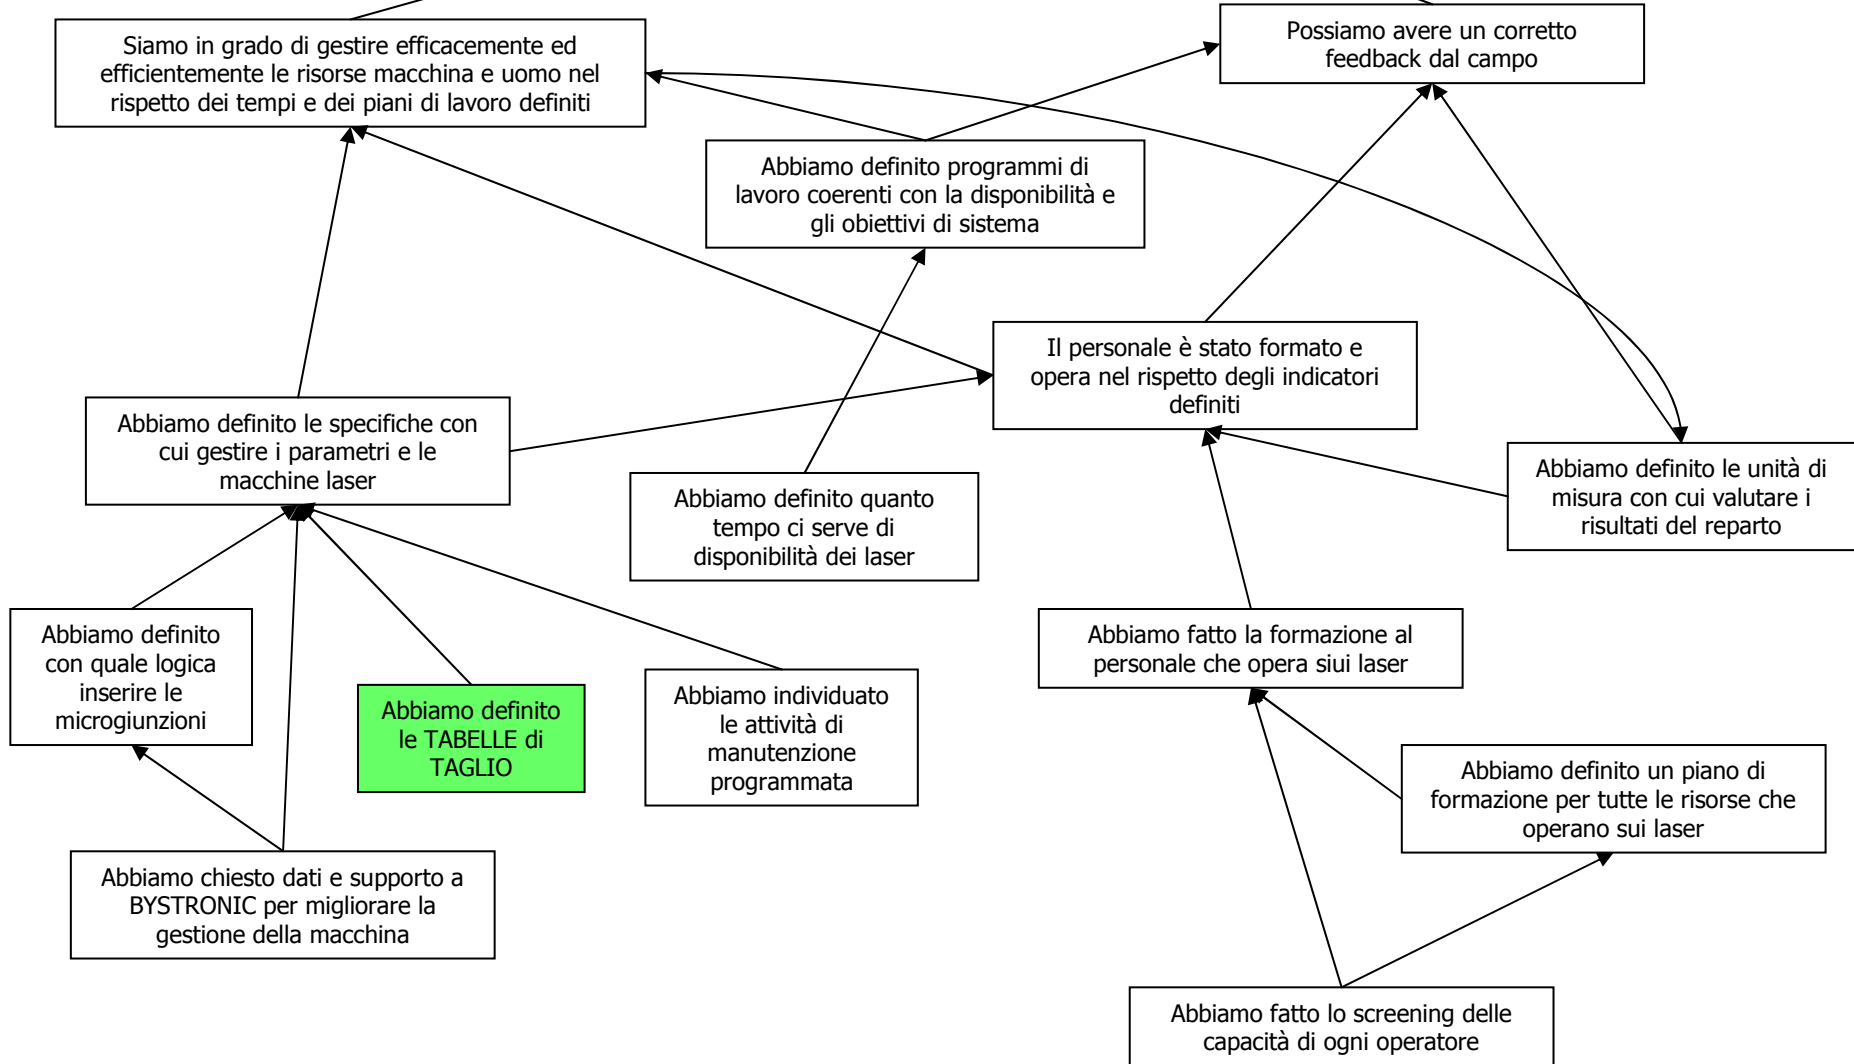 Siamo in grado di gestire efficacemente ed
efficientemente le risorse macchina e uomo nel
rispetto dei tempi e dei piani di lavoro definiti
Possiamo avere un corretto
feedback dal campo
Abbiamo definito programmi di
lavoro coerenti con la disponibilità e
gli obiettivi di sistema
Il personale è stato formato e
opera nel rispetto degli indicatori
definiti
Abbiamo definito le specifiche con
cui gestire i parametri e le
macchine laser
Abbiamo definito quanto
tempo ci serve di
disponibilità dei laser
Abbiamo definito le unità di
misura con cui valutare i
risultati del reparto
Abbiamo definito
con quale logica
inserire le
microgiunzioni
Abbiamo definito
le TABELLE di
TAGLIO
Abbiamo individuato
le attività di
manutenzione
programmata
Abbiamo fatto la formazione al
personale che opera siui laser
Abbiamo definito un piano di
formazione per tutte le risorse che
operano sui laser
Abbiamo chiesto dati e supporto a
BYSTRONIC per migliorare la
gestione della macchina
Abbiamo fatto lo screening delle
capacità di ogni operatore